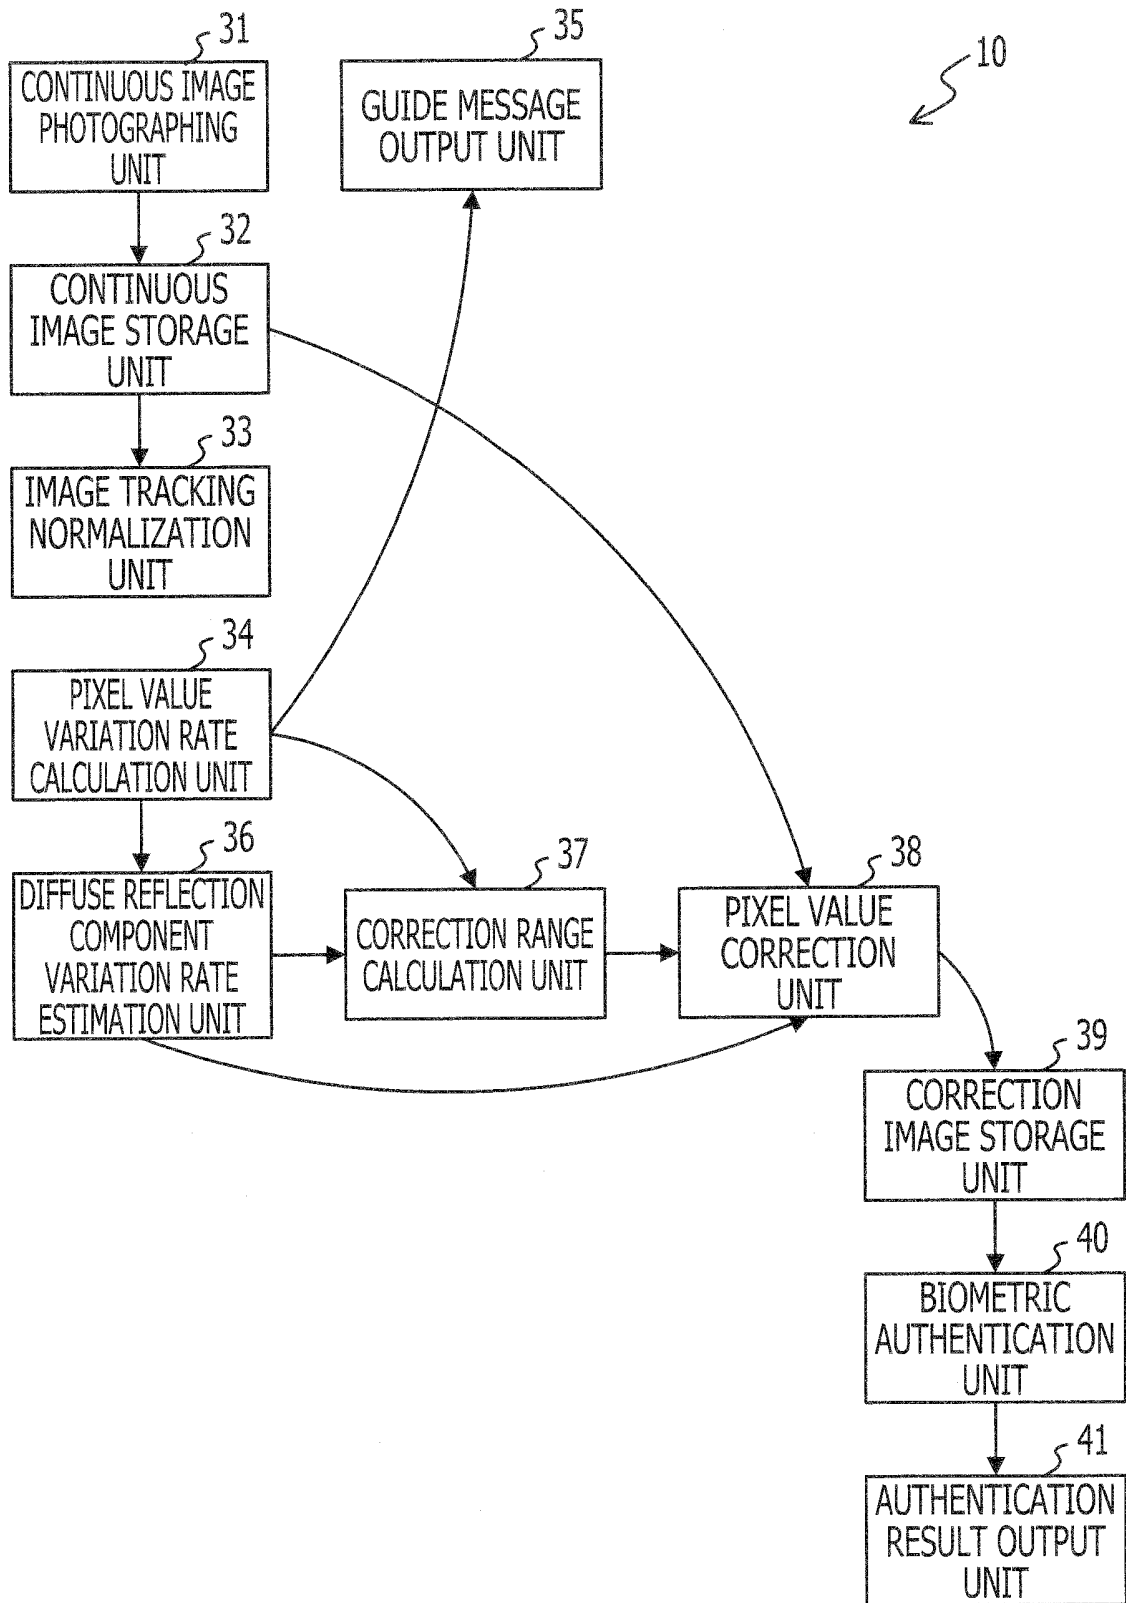 31
CONTINUOUS IMAGE
PHOTOGRAPHING
UNIT
35
GUIDE MESSAGE
OUTPUT UNIT
10
32
CONTINUOUS
IMAGE STORAGE
UNIT
33
IMAGE TRACKING
NORMALIZATION
UNIT
34
PIXEL VALUE
VARIATION RATE
CALCULATION UNIT
36
DIFFUSE REFLECTION
COMPONENT
VARIATION RATE
ESTIMATION UNIT
37
CORRECTION RANGE
CALCULATION UNIT
38
PIXEL VALUE
CORRECTION
UNIT
39
CORRECTION
IMAGE STORAGE
UNIT
40
BIOMETRIC
AUTHENTICATION
UNIT
41
AUTHENTICATION
RESULT OUTPUT
UNIT